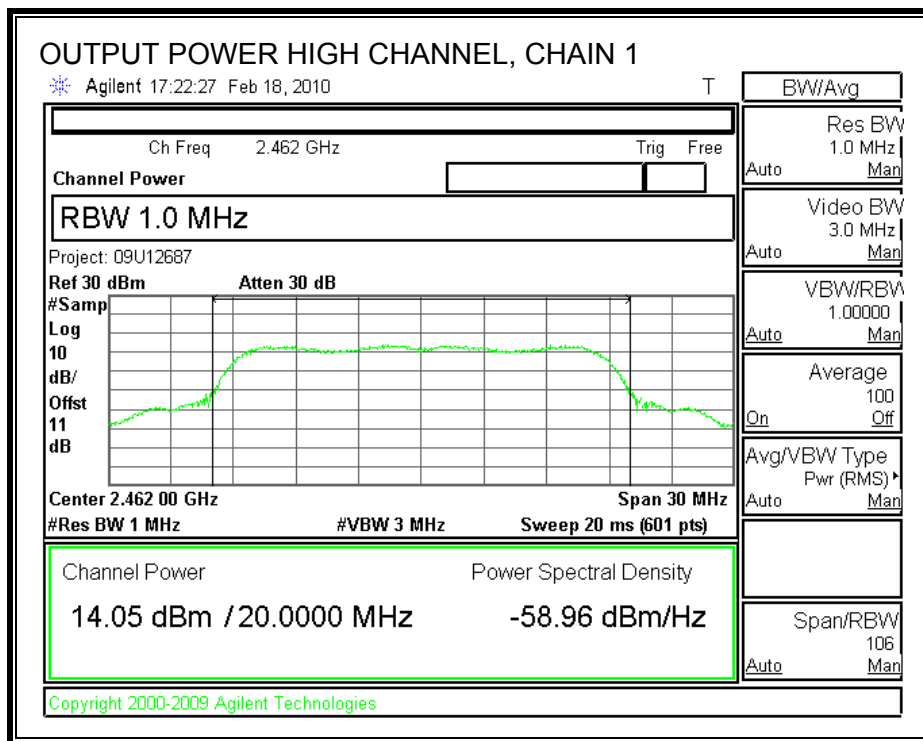 OUTPUT POWER HIGH CHANNEL, CHAIN 1
Agilent 17:22:27 Feb 18, 2010 T
Ch Freq 2.462 GHz Trig Free
Channel Power
RBW 1.0 MHz
Project: 09U12687
Ref 30 dBm Atten 30 dB
#Samp
Log
10
dB/
Offst
11
dB
Center 2.462 00 GHz Span 30 MHz
#Res BW 1 MHz #VBW 3 MHz Sweep 20 ms (601 pts)
Channel Power Power Spectral Density
14.05 dBm / 20.0000 MHz -58.96 dBm/Hz
Copyright 2000-2009 Agilent Technologies
BW/Avg
Res BW
1.0 MHz
Auto Man
Video BW
3.0 MHz
Auto Man
VBW/RBW
1.00000
Auto Man
Average
100
On Off
Avg/VBW Type
Pwr (RMS)
Auto Man
Span/RBW
106
Auto Man